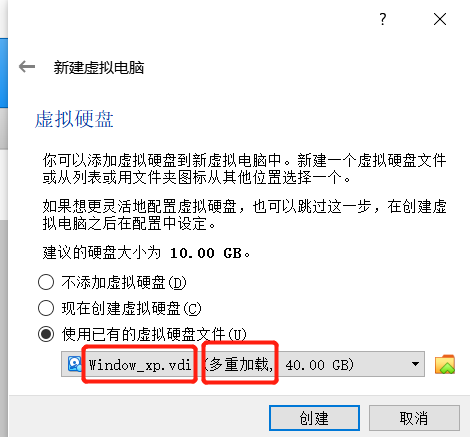 ?
新建虚拟电脑
虚拟硬盘
你可以添加虚拟硬盘到新虚拟电脑中。新建一个虚拟硬盘文件
或从列表或用文件夹图标从其他位置选择一个。
如果想更灵活地配置虚拟硬盘，也可以跳过这一步，在创建虚
拟电脑之后在配置中设定。
建议的硬盘大小为 10.00 GB。
不添加虚拟硬盘(D)
现在创建虚拟硬盘(C)
使用已有的虚拟硬盘文件(U)
Window_xp.vdi (多重加载, 40.00 GB)
创建
取消